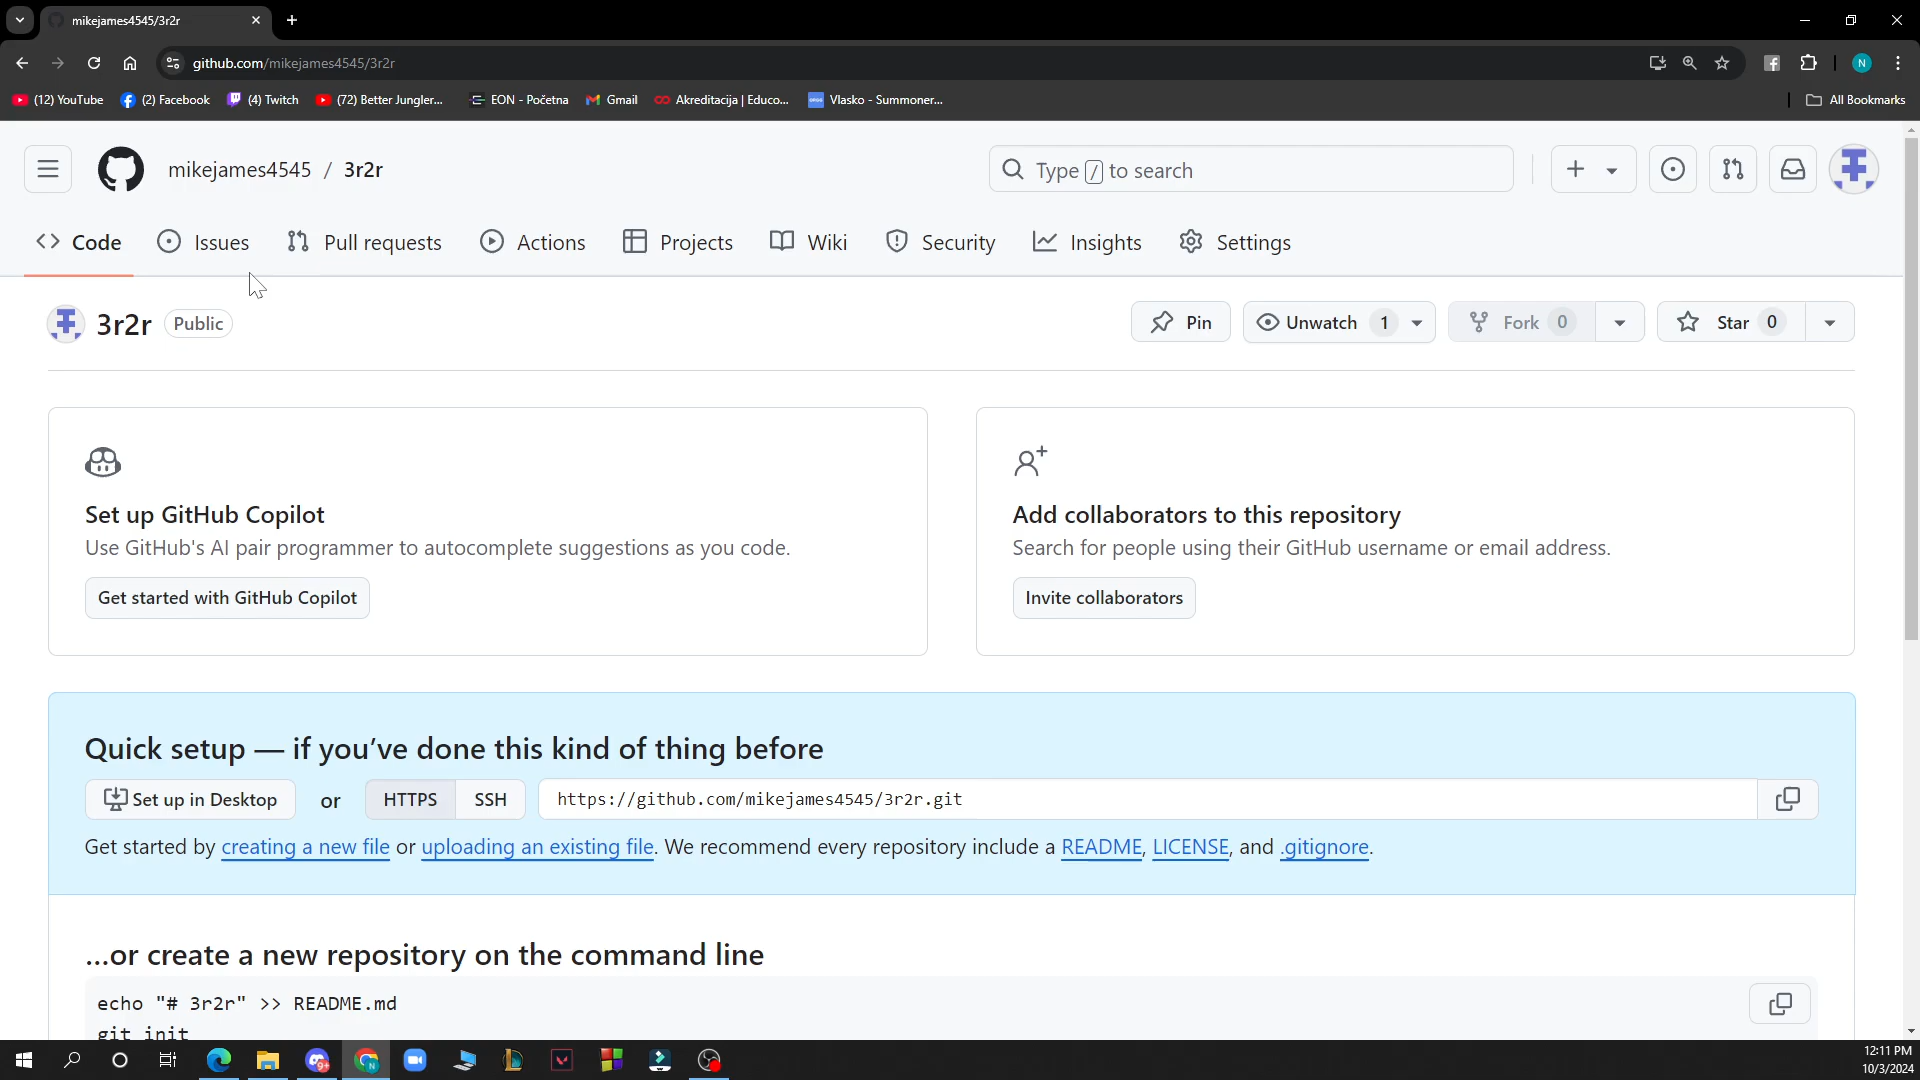 mikejames4545/3r2r
github.com/mikejames4545/3r2r
N
(12) YouTube (2) Facebook (4) Twitch (72) Better Jungler... EON - Početna Gmail Akreditacija | Educo... Vlasko - Summoner... All Bookmarks
mikejames4545 / 3r2r Type / to search
Code Issues Pull requests Actions Projects Wiki Security Insights Settings
3r2r Public Pin Unwatch 1 Fork 0 Star 0
Set up GitHub Copilot
Use GitHub's AI pair programmer to autocomplete suggestions as you code.
Get started with GitHub Copilot
Add collaborators to this repository
Search for people using their GitHub username or email address.
Invite collaborators
Quick setup — if you've done this kind of thing before
Set up in Desktop or HTTPS SSH https://github.com/mikejames4545/3r2r.git
Get started by creating a new file or uploading an existing file. We recommend every repository include a README, LICENSE, and .gitignore.
...or create a new repository on the command line
echo "# 3r2r" >> README.md
git init
12:11 PM
10/3/2024